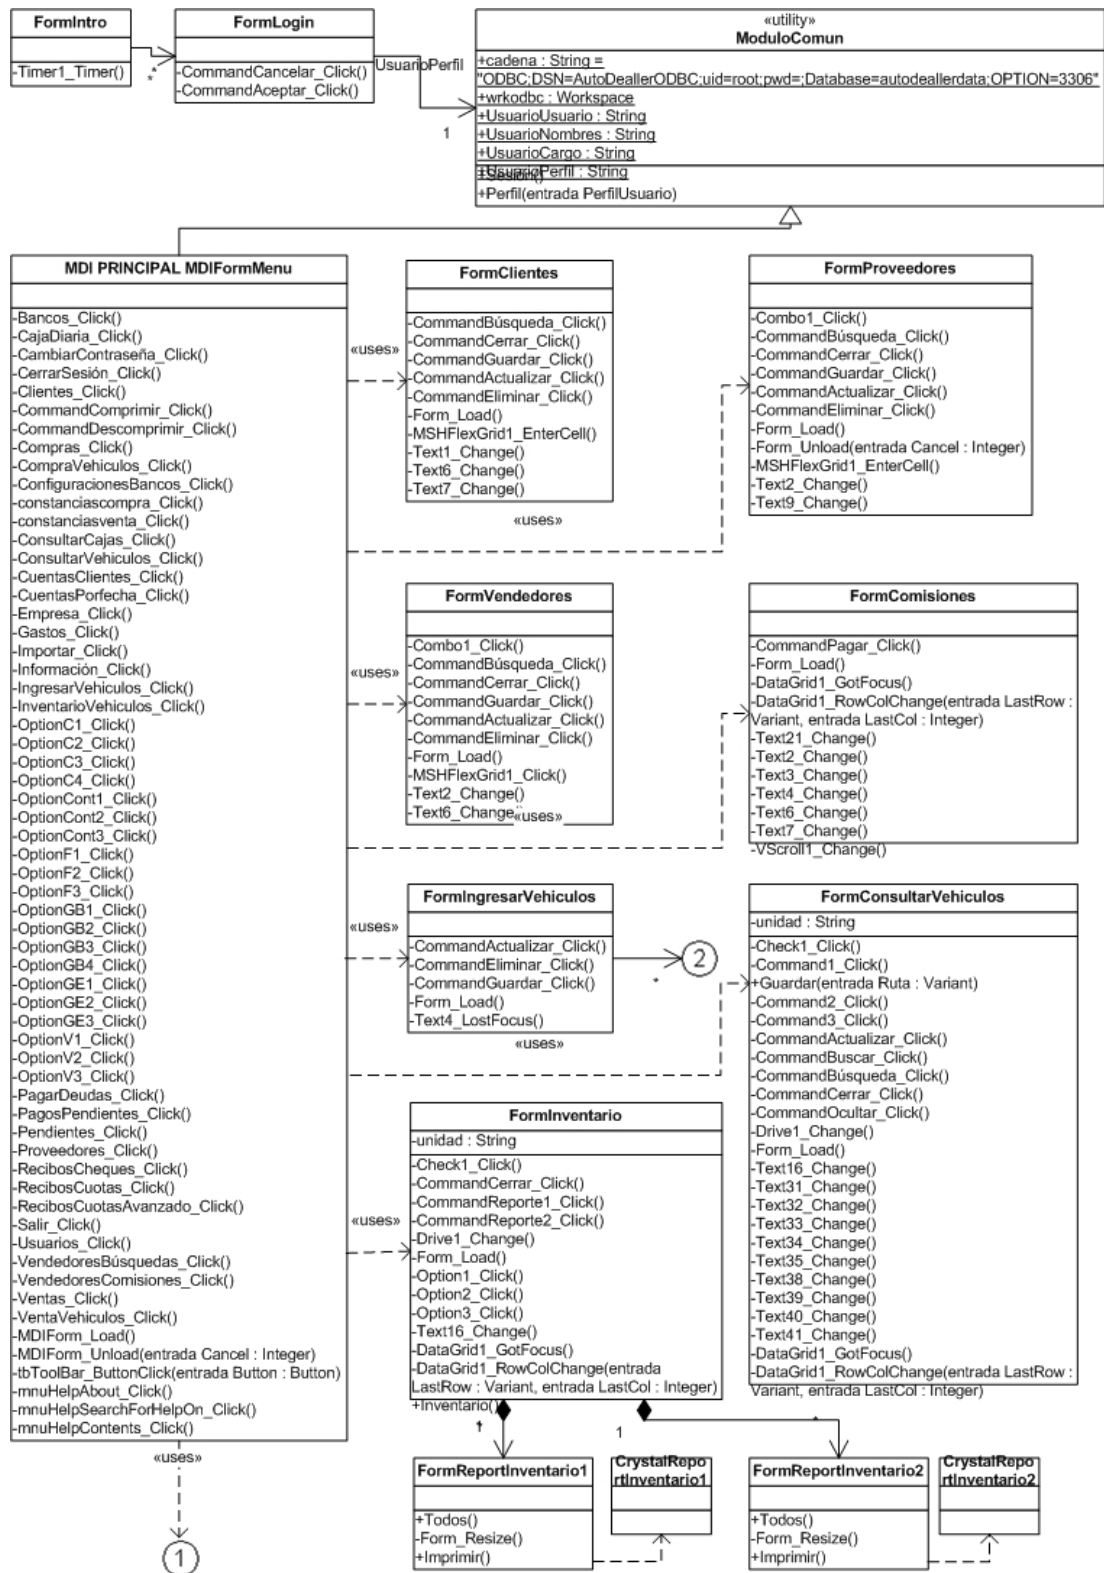 FormIntro
-Timer1_Timer()
*
FormLogin
-CommandCancelar_Click()
-CommandAceptar_Click()
UsuarioPerfil
1
«utility»
ModuloComun
+cadena : String =
"ODBC;DSN=AutoDeallerODBC;uid=root;pwd=;Database=autodeallerdata;OPTION=3306"
+wrkodbc : Workspace
+UsuarioUsuario : String
+UsuarioNombres : String
+UsuarioCargo : String
+UsuarioPerfil : String
+Sesion()
+Perfil(entrada PerfilUsuario)
MDI PRINCIPAL MDIFormMenu
-Bancos_Click()
-CajaDiaria_Click()
-CambiarContraseña_Click()
-CerrarSesión_Click()
-Clientes_Click()
-CommandComprimir_Click()
-CommandDescomprimir_Click()
-Compras_Click()
-CompraVehiculos_Click()
-ConfiguracionesBancos_Click()
-constanciascompra_Click()
-constanciasventa_Click()
-ConsultarCajas_Click()
-ConsultarVehiculos_Click()
-CuentasClientes_Click()
-CuentasPorfecha_Click()
-Empresa_Click()
-Gastos_Click()
-Importar_Click()
-Información_Click()
-IngresarVehiculos_Click()
-InventarioVehiculos_Click()
-OptionC1_Click()
-OptionC2_Click()
-OptionC3_Click()
-OptionC4_Click()
-OptionCont1_Click()
-OptionCont2_Click()
-OptionCont3_Click()
-OptionF1_Click()
-OptionF2_Click()
-OptionF3_Click()
-OptionGB1_Click()
-OptionGB2_Click()
-OptionGB3_Click()
-OptionGB4_Click()
-OptionGE1_Click()
-OptionGE2_Click()
-OptionGE3_Click()
-OptionV1_Click()
-OptionV2_Click()
-OptionV3_Click()
-PagarDeudas_Click()
-PagosPendientes_Click()
-Pendientes_Click()
-Proveedores_Click()
-RecibosCheques_Click()
-RecibosCuotas_Click()
-RecibosCuotasAvanzado_Click()
-Salir_Click()
-Usuarios_Click()
-VendedoresBúsquedas_Click()
-VendedoresComisiones_Click()
-Ventas_Click()
-VentaVehiculos_Click()
-MDIForm_Load()
-MDIForm_Unload(entrada Cancel : Integer)
-tbToolBar_ButtonClick(entrada Button : Button)
-mnuHelpAbout_Click()
-mnuHelpSearchForHelpOn_Click()
-mnuHelpContents_Click()
«uses»
1
«uses»
FormClientes
-CommandBúsqueda_Click()
-CommandCerrar_Click()
-CommandGuardar_Click()
-CommandActualizar_Click()
-CommandEliminar_Click()
-Form_Load()
-MSHFlexGrid1_EnterCell()
-Text1_Change()
-Text6_Change()
-Text7_Change()
«uses»
FormProveedores
-Combo1_Click()
-CommandBúsqueda_Click()
-CommandCerrar_Click()
-CommandGuardar_Click()
-CommandActualizar_Click()
-CommandEliminar_Click()
-Form_Load()
-Form_Unload(entrada Cancel : Integer)
-MSHFlexGrid1_EnterCell()
-Text2_Change()
-Text9_Change()
«uses»
FormVendedores
-Combo1_Click()
-CommandBúsqueda_Click()
-CommandCerrar_Click()
-CommandGuardar_Click()
-CommandActualizar_Click()
-CommandEliminar_Click()
-Form_Load()
-MSHFlexGrid1_Click()
-Text2_Change()
-Text6_Change()
«uses»
FormComisiones
-CommandPagar_Click()
-Form_Load()
-DataGrid1_GotFocus()
-DataGrid1_RowColChange(entrada LastRow :
Variant, entrada LastCol : Integer)
-Text21_Change()
-Text2_Change()
-Text3_Change()
-Text4_Change()
-Text6_Change()
-Text7_Change()
-VScroll1_Change()
«uses»
FormIngresarVehiculos
-CommandActualizar_Click()
-CommandEliminar_Click()
-CommandGuardar_Click()
-Form_Load()
-Text4_LostFocus()
*
2
«uses»
FormConsultarVehiculos
-unidad : String
-Check1_Click()
-Command1_Click()
+Guardar(entrada Ruta : Variant)
-Command2_Click()
-Command3_Click()
-CommandActualizar_Click()
-CommandBuscar_Click()
-CommandBúsqueda_Click()
-CommandCerrar_Click()
-CommandOcultar_Click()
-Drive1_Change()
-Form_Load()
-Text16_Change()
-Text31_Change()
-Text32_Change()
-Text33_Change()
-Text34_Change()
-Text35_Change()
-Text38_Change()
-Text39_Change()
-Text40_Change()
-Text41_Change()
-DataGrid1_GotFocus()
-DataGrid1_RowColChange(entrada LastRow :
Variant, entrada LastCol : Integer)
«uses»
FormInventario
-unidad : String
-Check1_Click()
-CommandCerrar_Click()
-CommandReporte1_Click()
-CommandReporte2_Click()
-Drive1_Change()
-Form_Load()
-Option1_Click()
-Option2_Click()
-Option3_Click()
-Text16_Change()
-DataGrid1_GotFocus()
-DataGrid1_RowColChange(entrada
LastRow : Variant, entrada LastCol : Integer)
+Inventario()
1
1
*
FormReportInventario1
+Todos()
-Form_Resize()
+Imprimir()
CrystalRepo
rtInventario1
FormReportInventario2
+Todos()
-Form_Resize()
+Imprimir()
CrystalRepo
rtInventario2